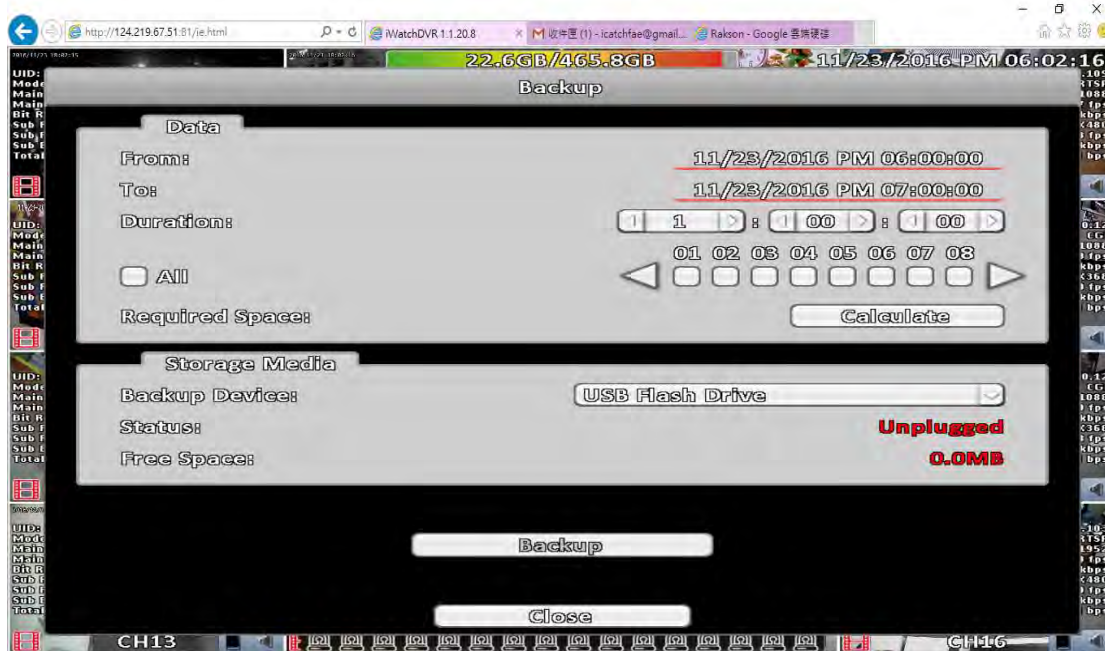 http://124.219.67.51:81/ie.html
iWatchDVR 1.1.20.8
收件匣 (1) - icatchfae@gmail...
Rakson - Google 雲端硬碟
22.6GB/465.8GB
11/23/2016 PM 06:02:16
Backup
Data
From: 11/23/2016 PM 06:00:00
To: 11/23/2016 PM 07:00:00
Duration: 1 : 00 : 00
01 02 03 04 05 06 07 08
All
Required Space: Calculate
Storage Media
Backup Device: USB Flash Drive
Status: Unplugged
Free Space: 0.0MB
Backup
Close
CH13
CH16